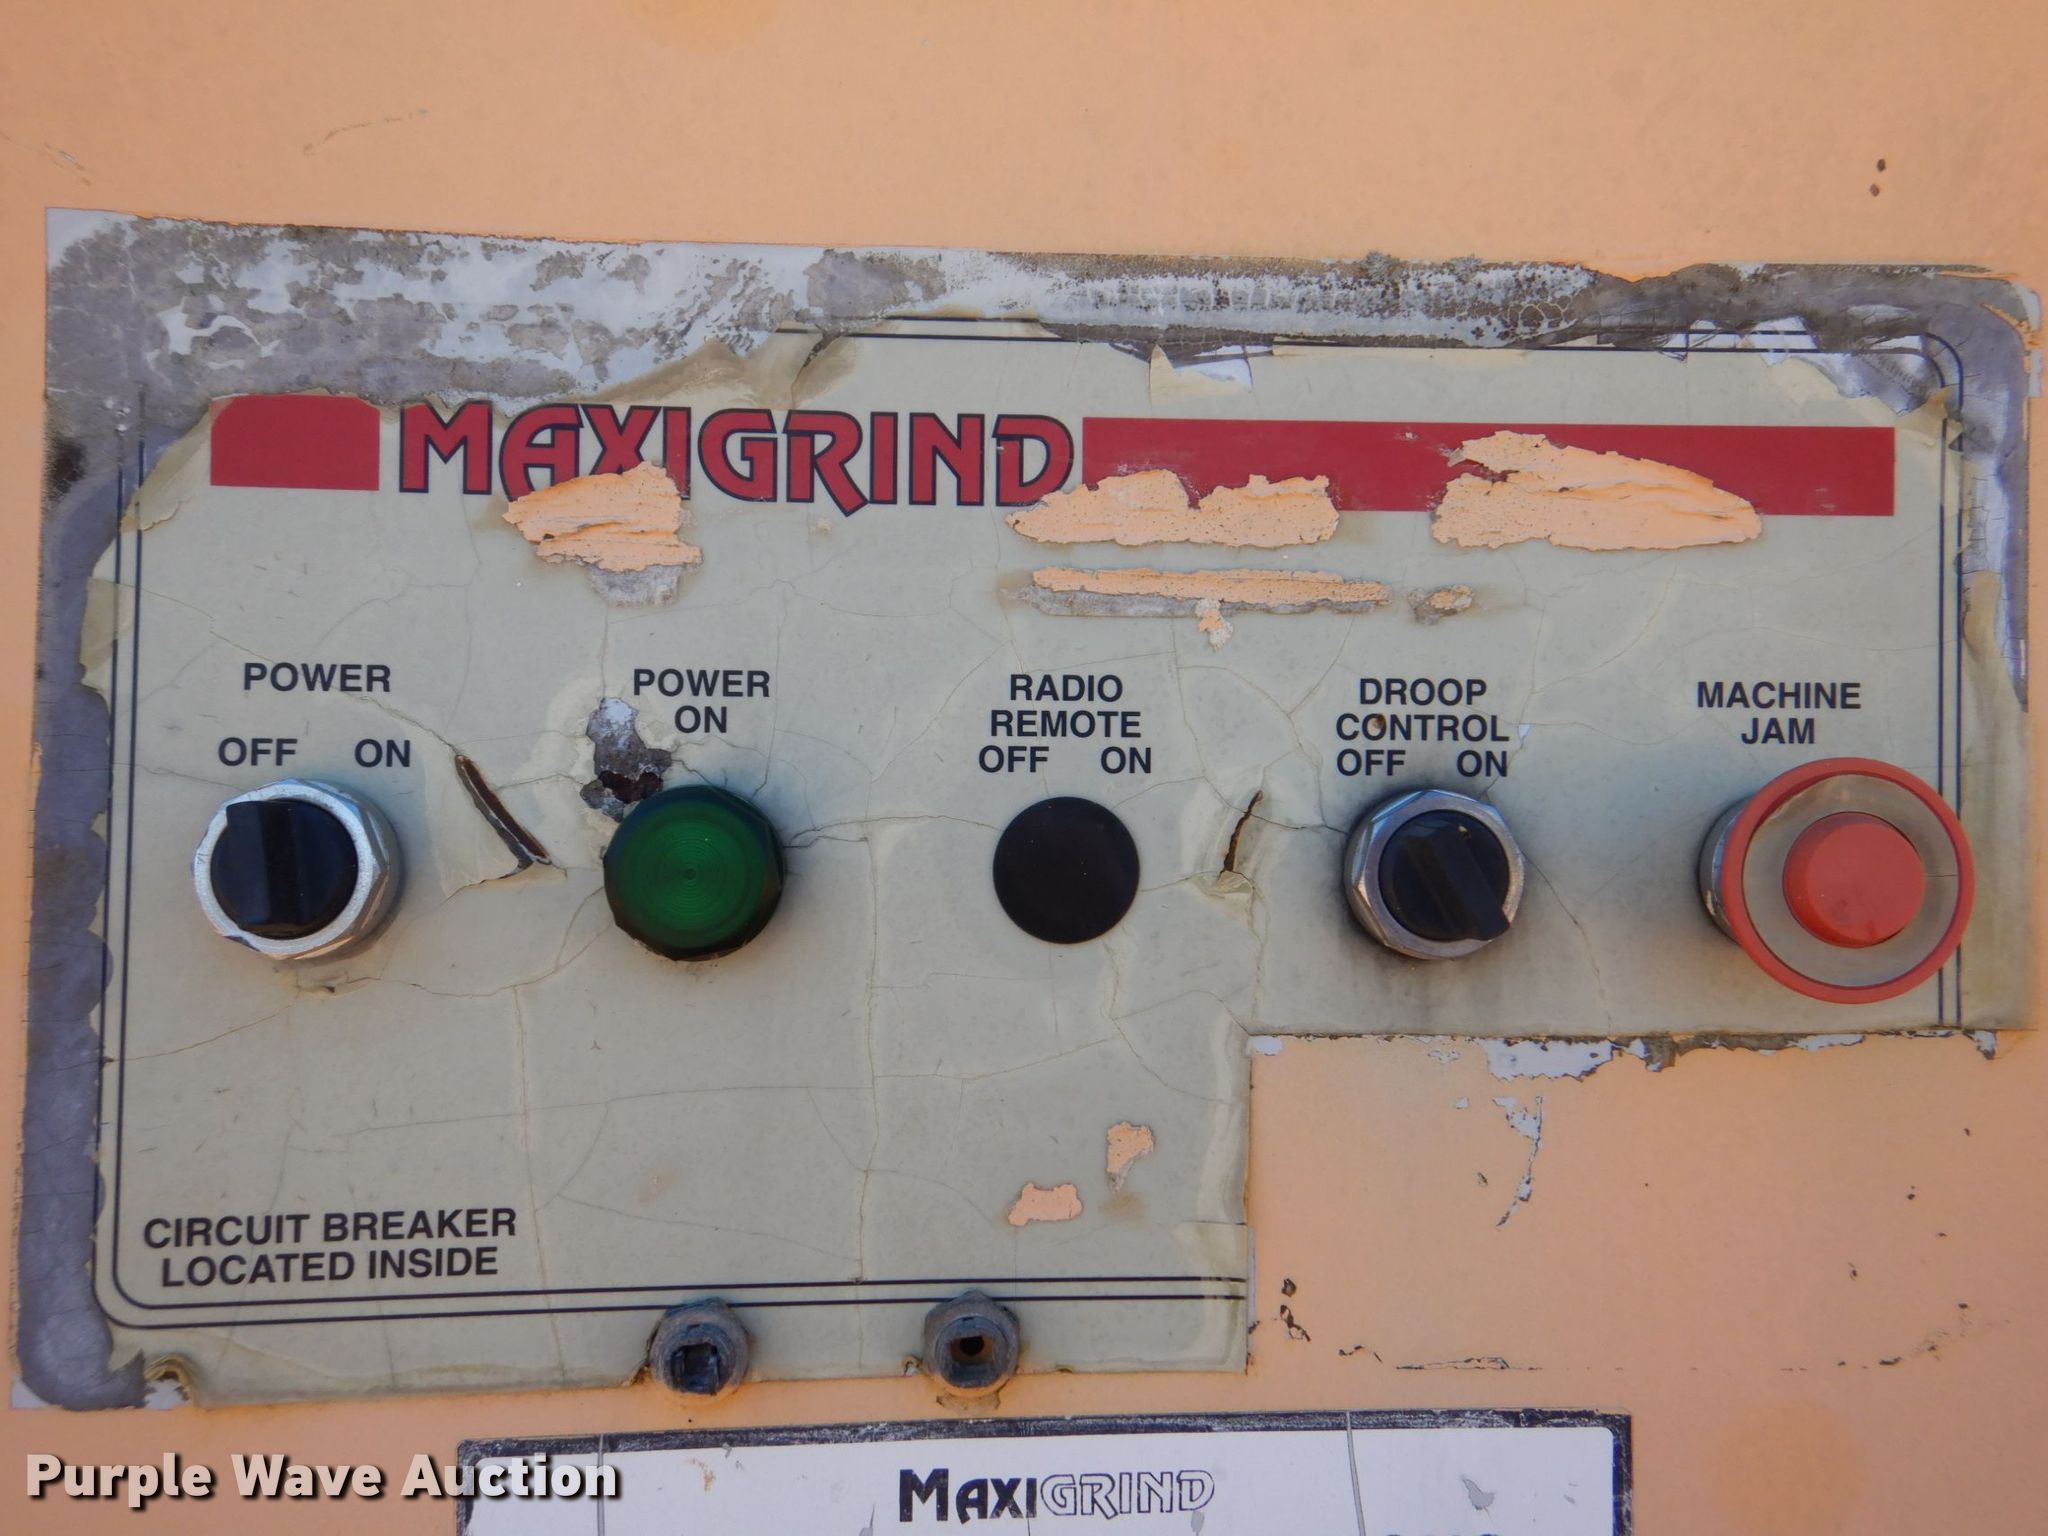 MAXIGRIND
POWER
OFF ON
POWER
ON
RADIO
REMOTE
OFF ON
DROOP
CONTROL
OFF ON
MACHINE
JAM
CIRCUIT BREAKER
LOCATED INSIDE
Purple Wave Auction
MAXIGRIND